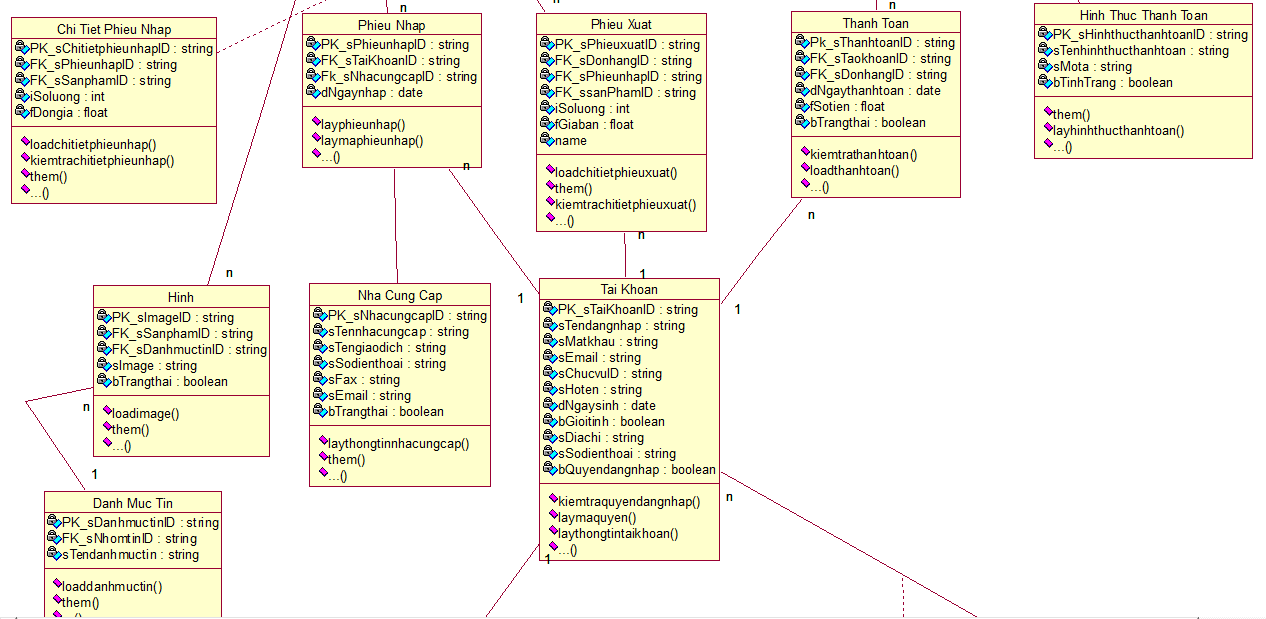 n
n
n
Chi Tiet Phieu Nhap
PK_sChitietphieunhapID : string
FK_sPhieunhapID : string
FK_sSanphamID : string
iSoluong : int
fDongia : float
loadchitietphieunhap()
kiemtrachitietphieunhap()
them()
...()
Phieu Nhap
PK_sPhieunhapID : string
FK_sTaiKhoanID : string
Fk_sNhacungcapID : string
dNgaynhap : date
layphieunhap()
laymaphieunhap()
...()
n
Phieu Xuat
PK_sPhieuxuatID : string
FK_sDonhangID : string
FK_sPhieunhapID : string
FK_ssanPhamID : string
iSoluong : int
fGiaban : float
name
loadchitietphieuxuat()
them()
kiemtrachitietphieuxuat()
...()
n
1
Thanh Toan
Pk_sThanhtoanID : string
FK_sTaokhoanID : string
FK_sDonhangID : string
dNgaythanhtoan : date
fSotien : float
bTrangthai : boolean
kiemtrathanhtoan()
loadthanhtoan()
...()
n
1
Hinh Thuc Thanh Toan
PK_sHinhthucthanhtoanID : string
sTenhinhthucthantoan : string
sMota : string
bTinhTrang : boolean
them()
layhinhthucthanhtoan()
...()
n
Hinh
PK_sImageID : string
FK_sSanphamID : string
FK_sDanhmuctinID : string
sImage : string
bTrangthai : boolean
loadimage()
them()
...()
n
1
Nha Cung Cap
PK_sNhacungcapID : string
sTennhacungcap : string
sTengiaodich : string
sSodienthoai : string
sFax : string
sEmail : string
bTrangthai : boolean
laythongtinnhacungcap()
them()
...()
1
Tai Khoan
PK_sTaiKhoanID : string
sTendangnhap : string
sMatkhau : string
sEmail : string
sChucvuID : string
sHoten : string
dNgaysinh : date
bGioitinh : boolean
sDiachi : string
sSodienthoai : string
bQuyendangnhap : boolean
kiemtraquyendangnhap()
laymaquyen()
laythongtintaikhoan()
...()
1
n
Danh Muc Tin
PK_sDanhmuctinID : string
FK_sNhomtinID : string
sTendanhmuctin : string
loaddanhmuctin()
them()
...()